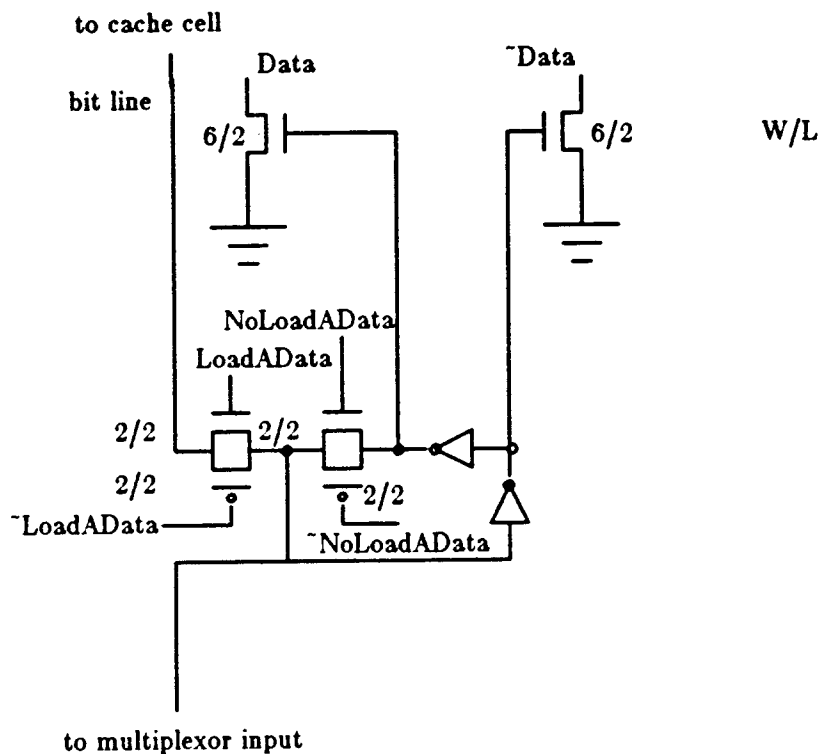 to cache cell
Data
~Data
bit line
6/2
6/2
W/L
NoLoadAData
LoadAData
2/2
2/2
2/2
2/2
~LoadAData
~NoLoadAData
to multiplexor input